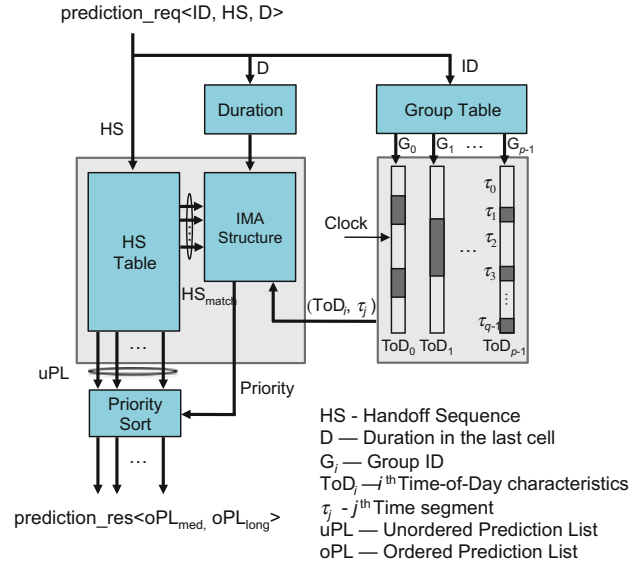 prediction_req<ID, HS, D>
D
ID
Duration
Group Table
HS
G0 G1 ... Gp-1
HS Table
IMA Structure
Clock
τ0
τ1
τ2
τ3
τq-1
...
HSmatch
(ToDi, τj)
ToD0 ToD1 ToDp-1
...
uPL
Priority
Priority Sort
...
prediction_res<oPLmed, oPLlong>
HS - Handoff Sequence
D — Duration in the last cell
Gi — Group ID
ToDi — ith Time-of-Day characteristics
τj - jth Time segment
uPL — Unordered Prediction List
oPL — Ordered Prediction List